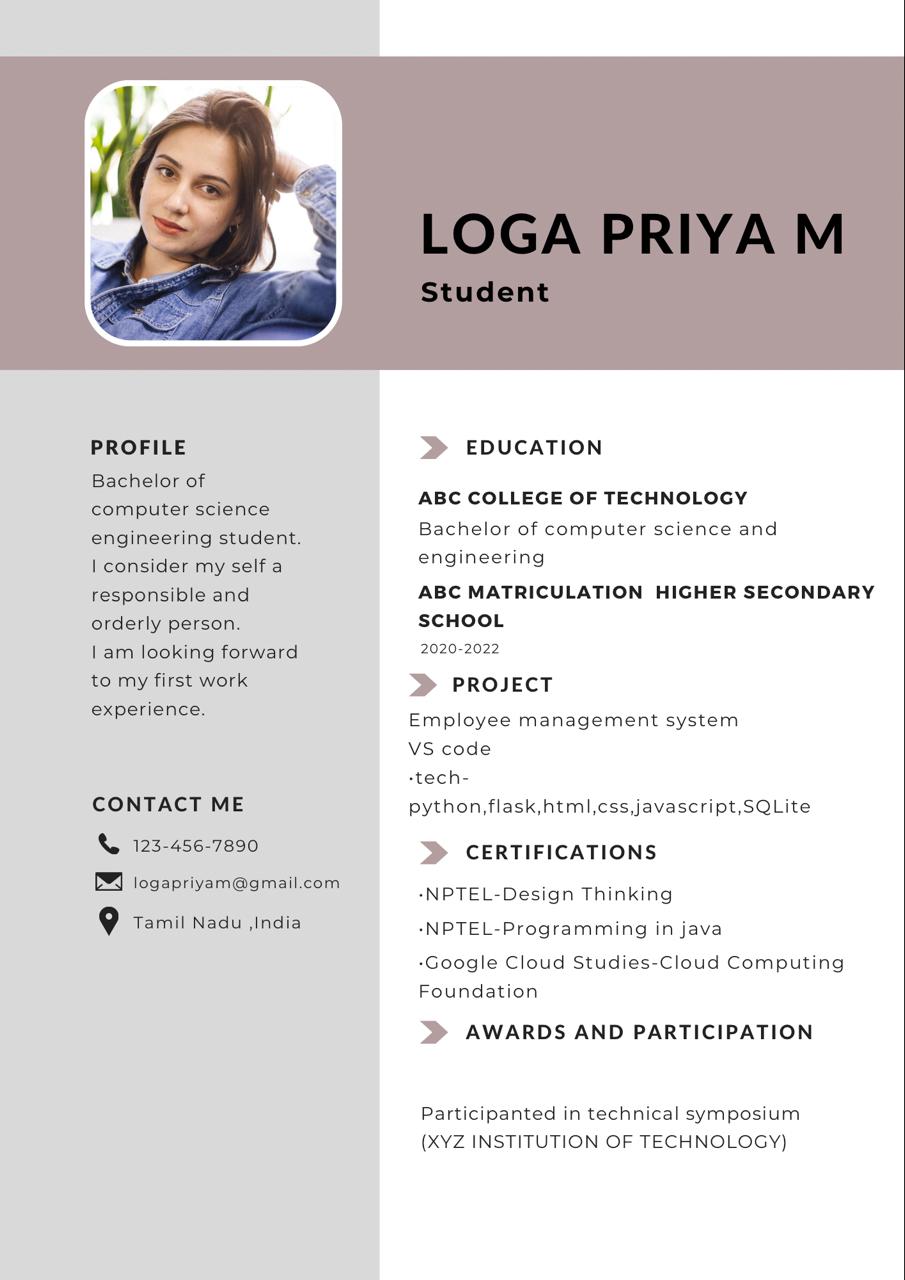 LOGA PRIYA M
Student
PROFILE
Bachelor of
computer science
engineering student.
I consider my self a
responsible and
orderly person.
I am looking forward
to my first work
experience.
CONTACT ME
123-456-7890
logapriyam@gmail.com
Tamil Nadu ,India
EDUCATION
ABC COLLEGE OF TECHNOLOGY
Bachelor of computer science and
engineering
ABC MATRICULATION  HIGHER SECONDARY
SCHOOL
2020-2022
PROJECT
Employee management system
VS code
•tech-
python,flask,html,css,javascript,SQLite
CERTIFICATIONS
•NPTEL-Design Thinking
•NPTEL-Programming in java
•Google Cloud Studies-Cloud Computing
Foundation
AWARDS AND PARTICIPATION
Participanted in technical symposium
(XYZ INSTITUTION OF TECHNOLOGY)